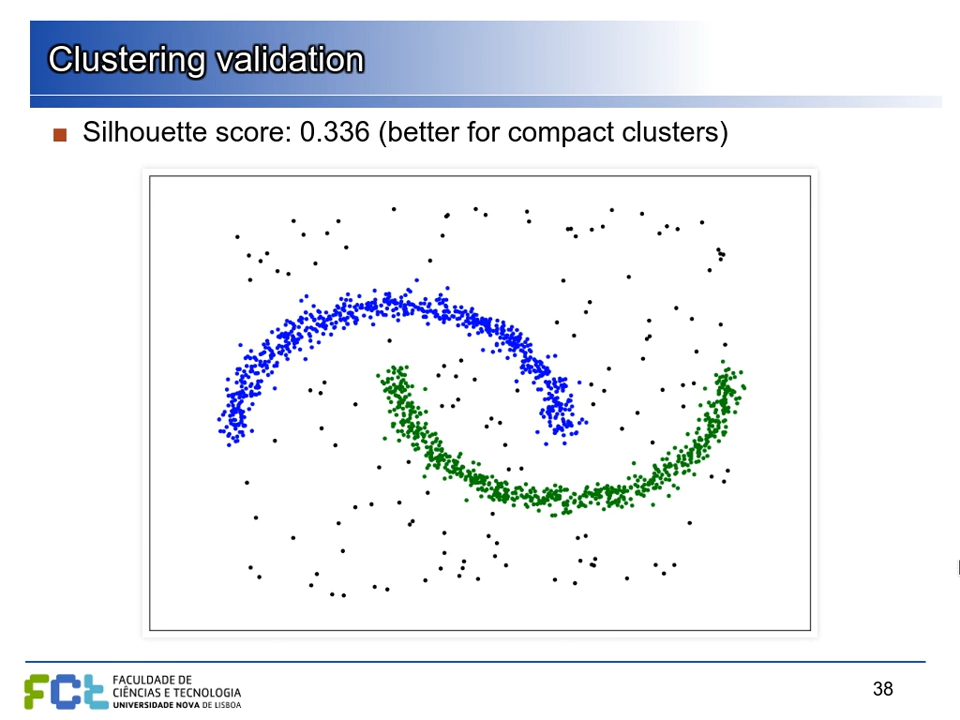 Clustering validation
Silhouette score: 0.336 (better for compact clusters)
FCt
FACULDADE DE
CIÊNCIAS E TECNOLOGIA
UNIVERSIDADE NOVA DE LISBOA
38